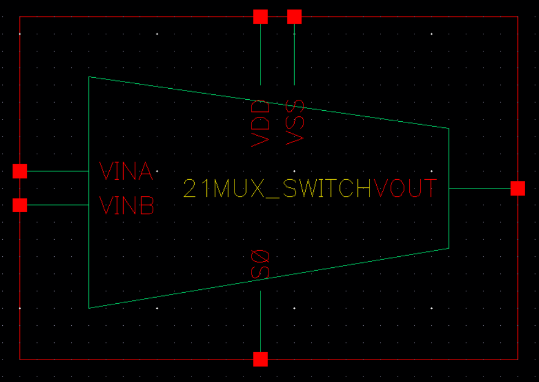 VDD
VSS
VINA
21MUX_SWITCH
VOUT
VINB
S0